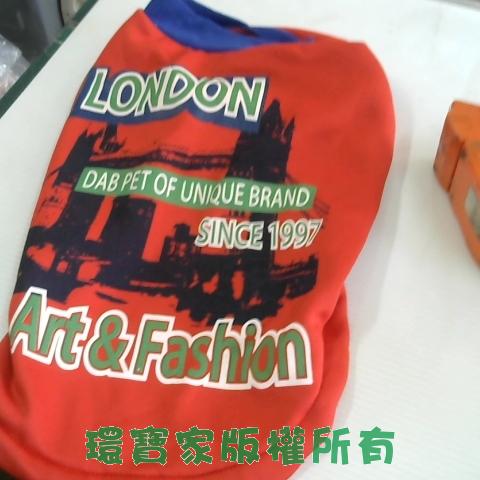 LONDON
DAB PET OF UNIQUE BRAND
SINCE 1997
Art & Fashion
環寶家版權所有